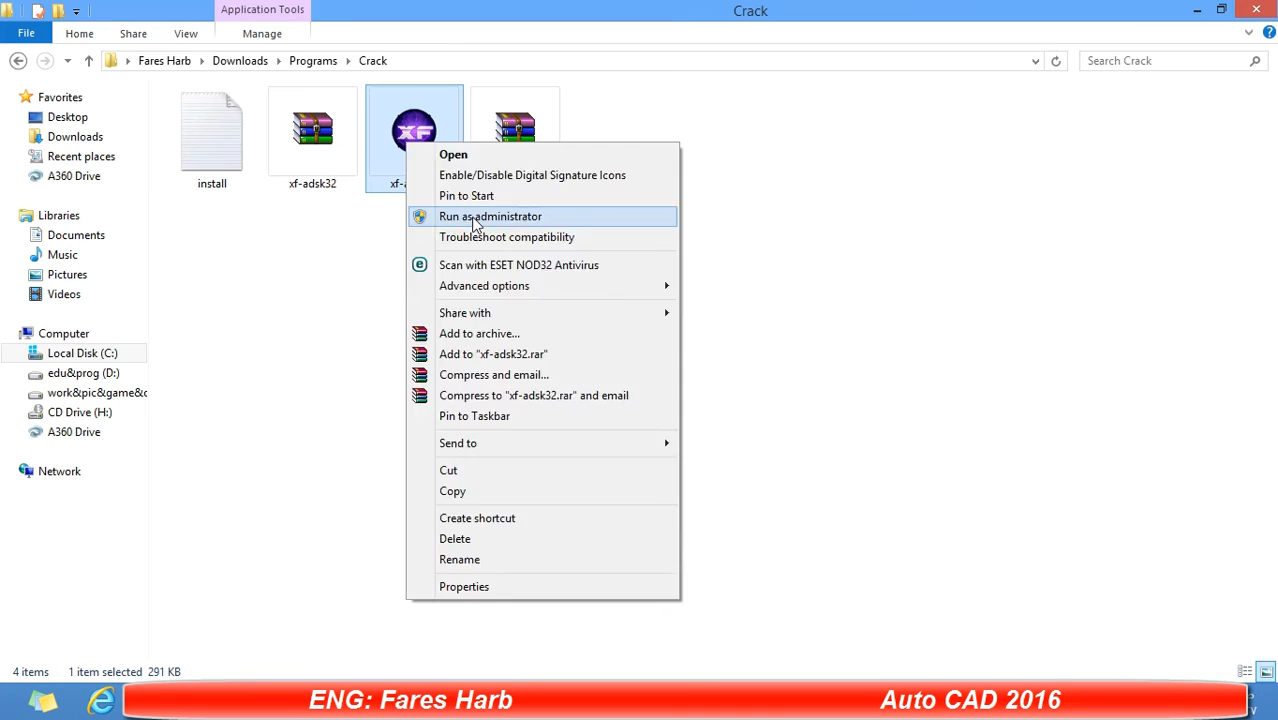 Application Tools
Crack
File
Home
Share
View
Manage
Fares Harb
Downloads
Programs
Crack
Search Crack
Favorites
Desktop
Downloads
Recent places
A360 Drive
Libraries
Documents
Music
Pictures
Videos
Computer
Local Disk (C:)
edu&prog (D:)
work&pic&game&
CD Drive (H:)
A360 Drive
Network
install
xf-adsk32
XF
Open
Enable/Disable Digital Signature Icons
Pin to Start
Run as administrator
Troubleshoot compatibility
Scan with ESET NOD32 Antivirus
Advanced options
Share with
Add to archive...
Add to "xf-adsk32.rar"
Compress and email...
Compress to "xf-adsk32.rar" and email
Pin to Taskbar
Send to
Cut
Copy
Create shortcut
Delete
Rename
Properties
4 items
1 item selected 291 KB
ENG: Fares Harb
Auto CAD 2016